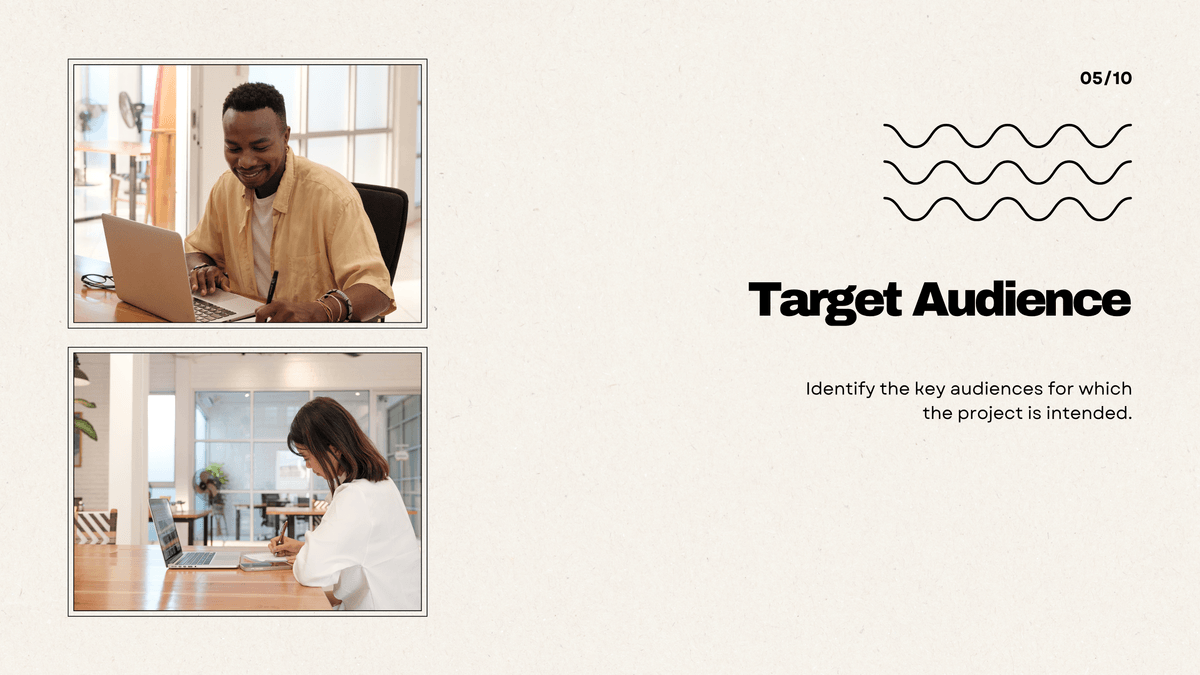 05/10
Target Audience
Identify the key audiences for which
the project is intended.